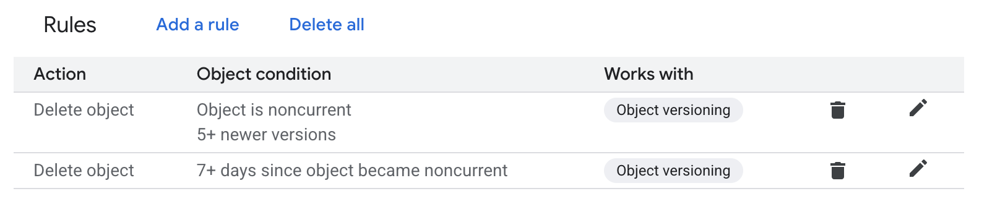 Rules Add a rule Delete all
Action Object condition Works with
Delete object Object is noncurrent Object versioning
5+ newer versions
Delete object 7+ days since object became noncurrent Object versioning